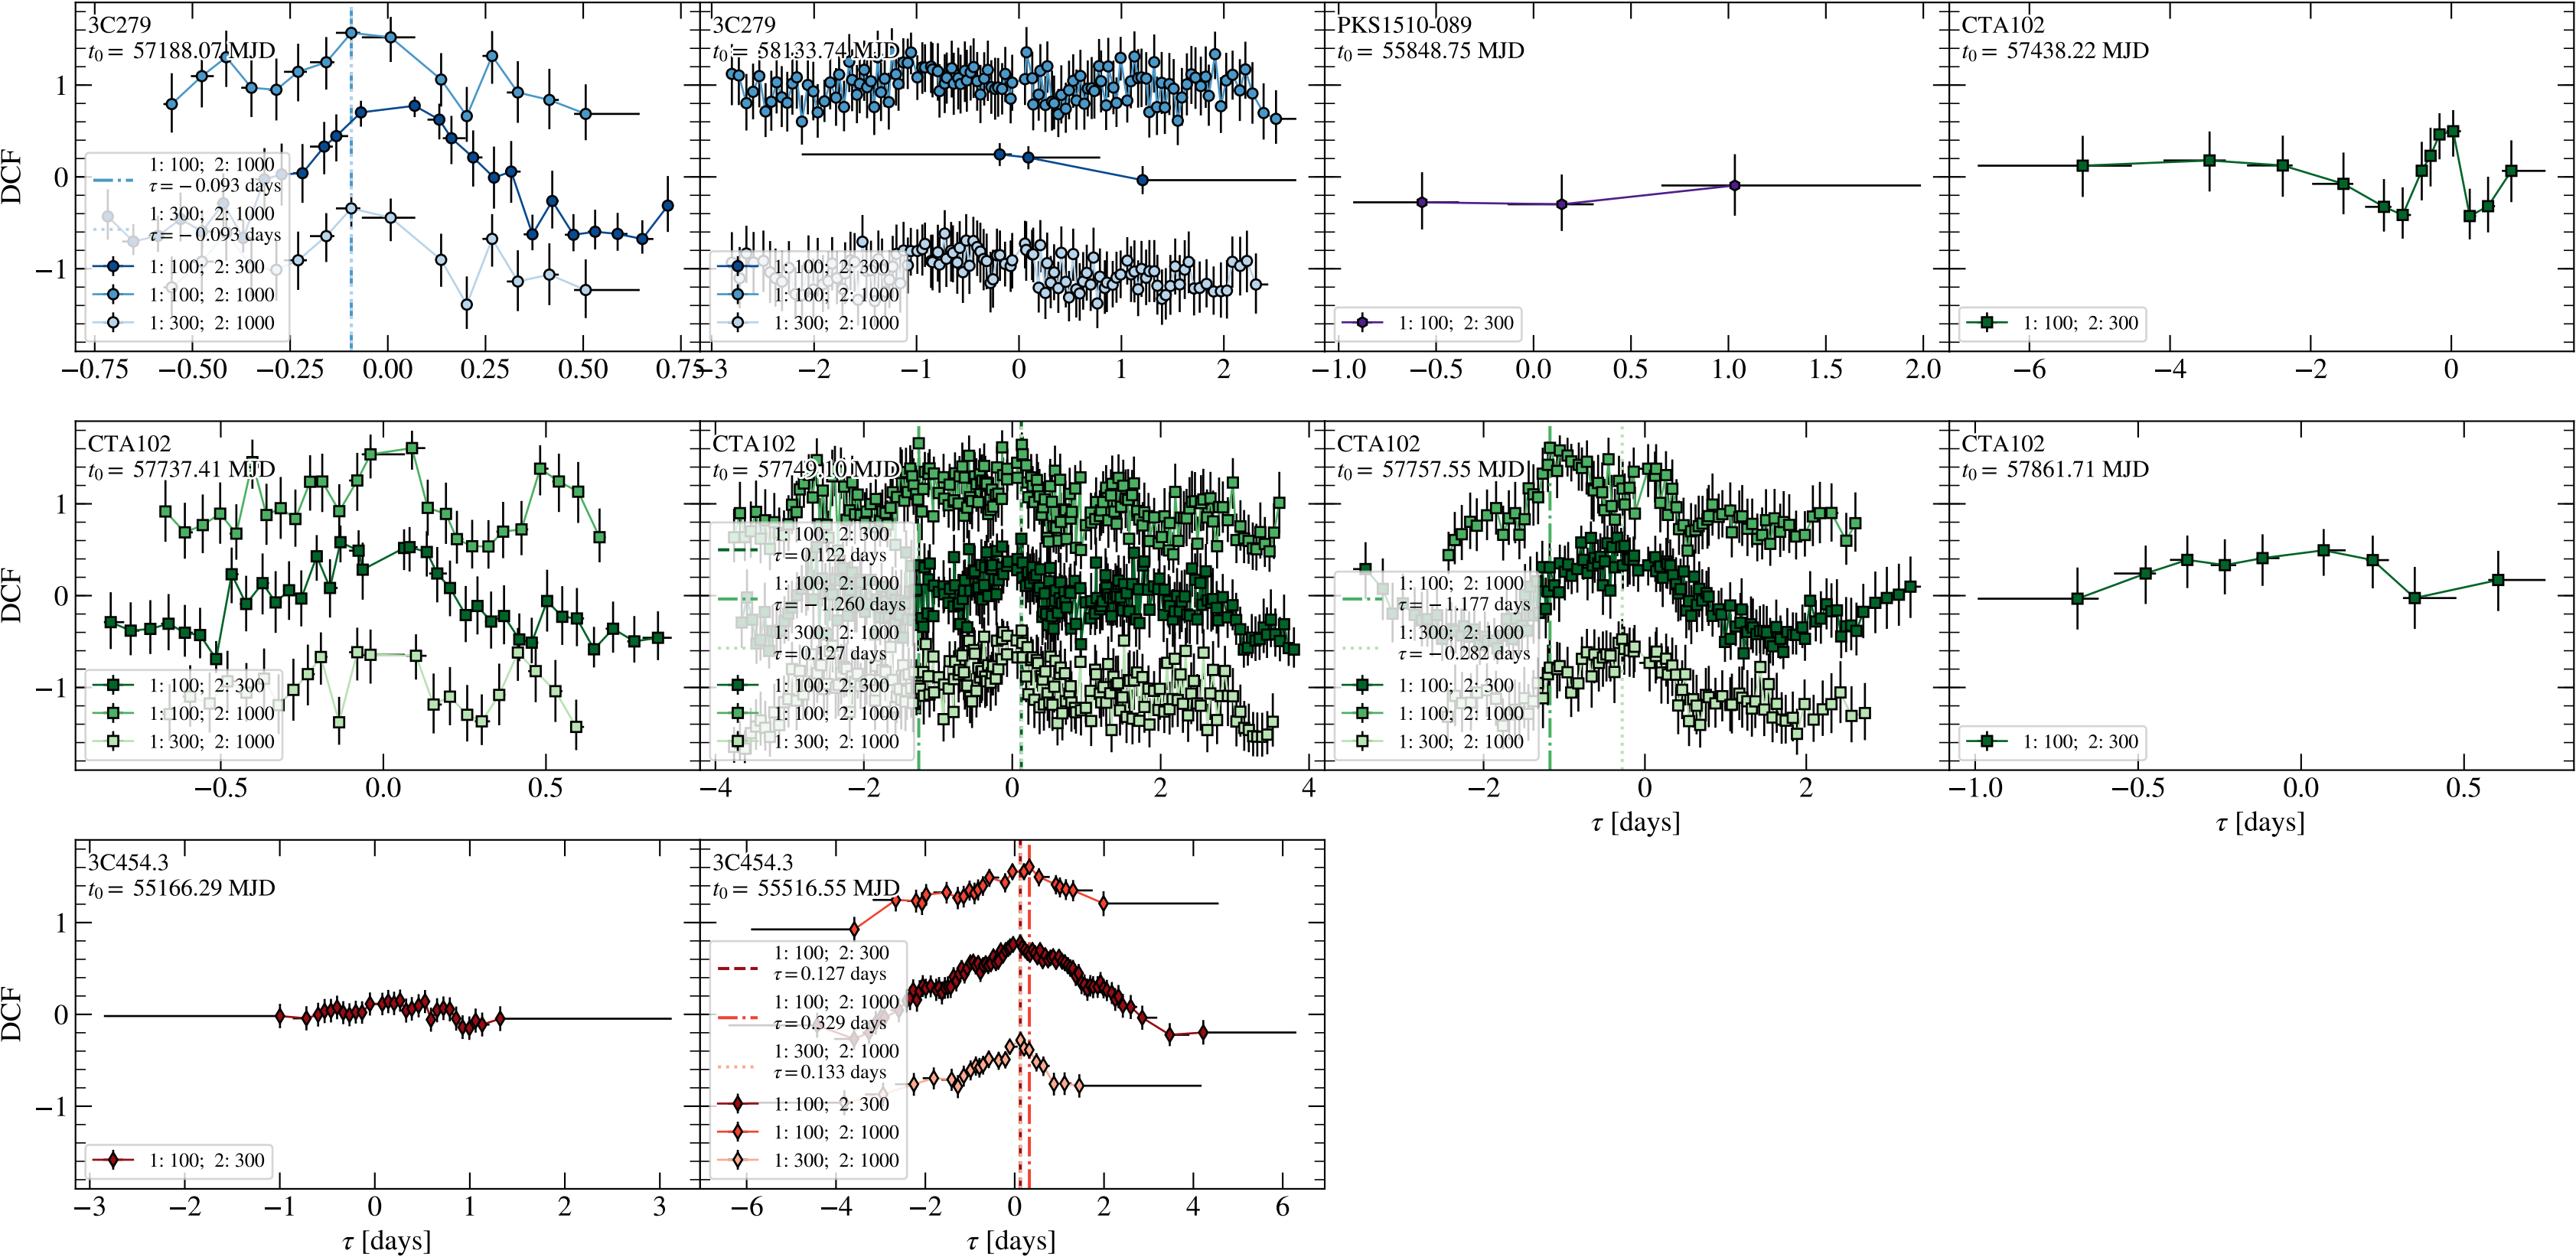 3C279
t₀ = 57188.07 MJD
DCF
1
0
−1
1: 100; 2: 1000
τ = −0.093 days
1: 300; 2: 1000
τ = −0.093 days
1: 100; 2: 300
1: 100; 2: 1000
1: 300; 2: 1000
−0.75 −0.50 −0.25 0.00 0.25 0.50 0.75
3C279
t₀ = 58133.74 MJD
1: 100; 2: 300
1: 100; 2: 1000
1: 300; 2: 1000
−3 −2 −1 0 1 2
PKS1510-089
t₀ = 55848.75 MJD
1: 100; 2: 300
−1.0 −0.5 0.0 0.5 1.0 1.5 2.0
CTA102
t₀ = 57438.22 MJD
1: 100; 2: 300
−6 −4 −2 0
CTA102
t₀ = 57737.41 MJD
DCF
1
0
−1
1: 100; 2: 300
1: 100; 2: 1000
1: 300; 2: 1000
−0.5 0.0 0.5
CTA102
t₀ = 57749.10 MJD
1: 100; 2: 300
τ = 0.122 days
1: 100; 2: 1000
τ = −1.260 days
1: 300; 2: 1000
τ = 0.127 days
1: 100; 2: 300
1: 100; 2: 1000
1: 300; 2: 1000
−4 −2 0 2 4
CTA102
t₀ = 57757.55 MJD
1: 100; 2: 1000
τ = −1.177 days
1: 300; 2: 1000
τ = −0.282 days
1: 100; 2: 300
1: 100; 2: 1000
1: 300; 2: 1000
−2 0 2
τ [days]
CTA102
t₀ = 57861.71 MJD
1: 100; 2: 300
−1.0 −0.5 0.0 0.5
τ [days]
3C454.3
t₀ = 55166.29 MJD
DCF
1
0
−1
1: 100; 2: 300
−3 −2 −1 0 1 2 3
τ [days]
3C454.3
t₀ = 55516.55 MJD
1: 100; 2: 300
τ = 0.127 days
1: 100; 2: 1000
τ = 0.329 days
1: 300; 2: 1000
τ = 0.133 days
1: 100; 2: 300
1: 100; 2: 1000
1: 300; 2: 1000
−6 −4 −2 0 2 4 6
τ [days]